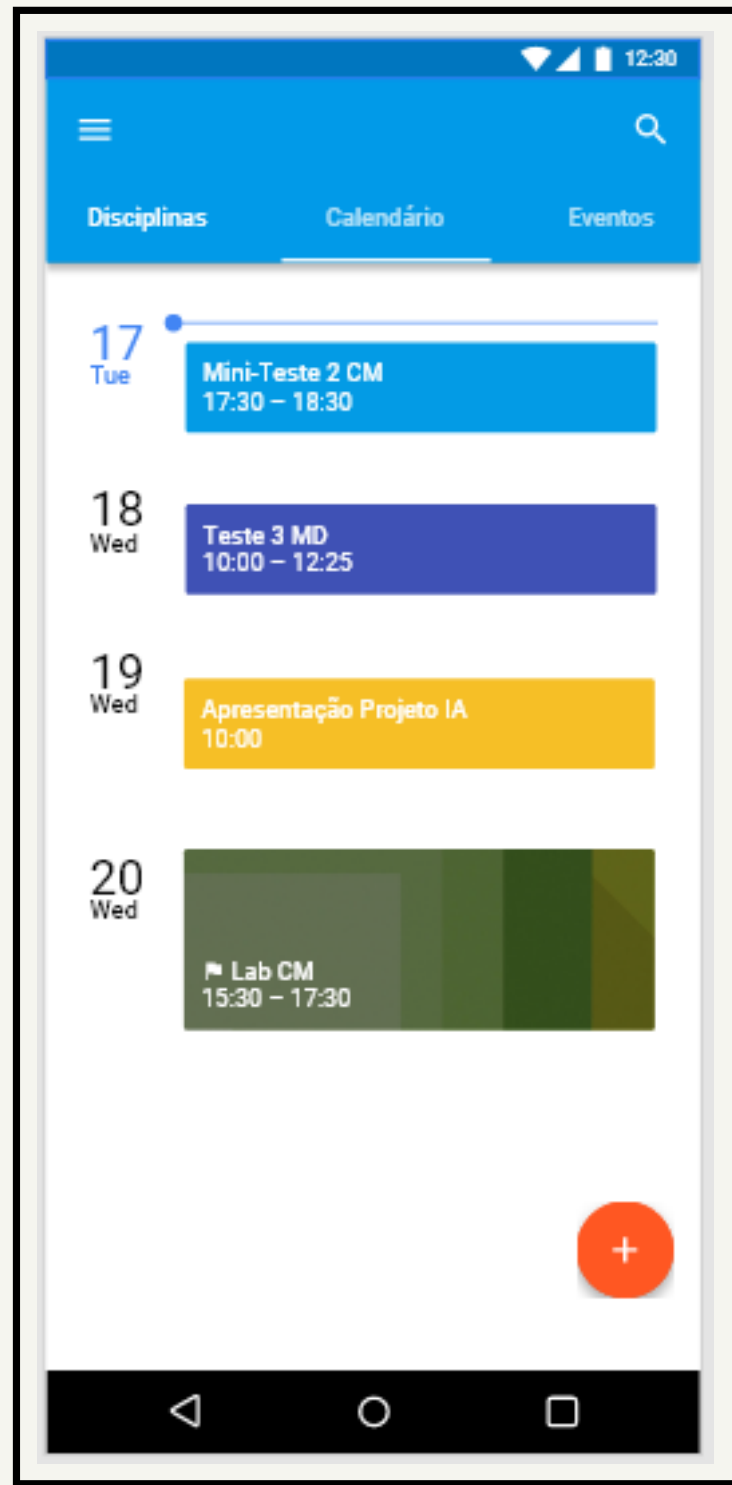 12:30
Disciplinas Calendário Eventos
17
Tue
Mini-Teste 2 CM
17:30 – 18:30
18
Wed
Teste 3 MD
10:00 – 12:25
19
Wed
Apresentação Projeto IA
10:00
20
Wed
Lab CM
15:30 – 17:30